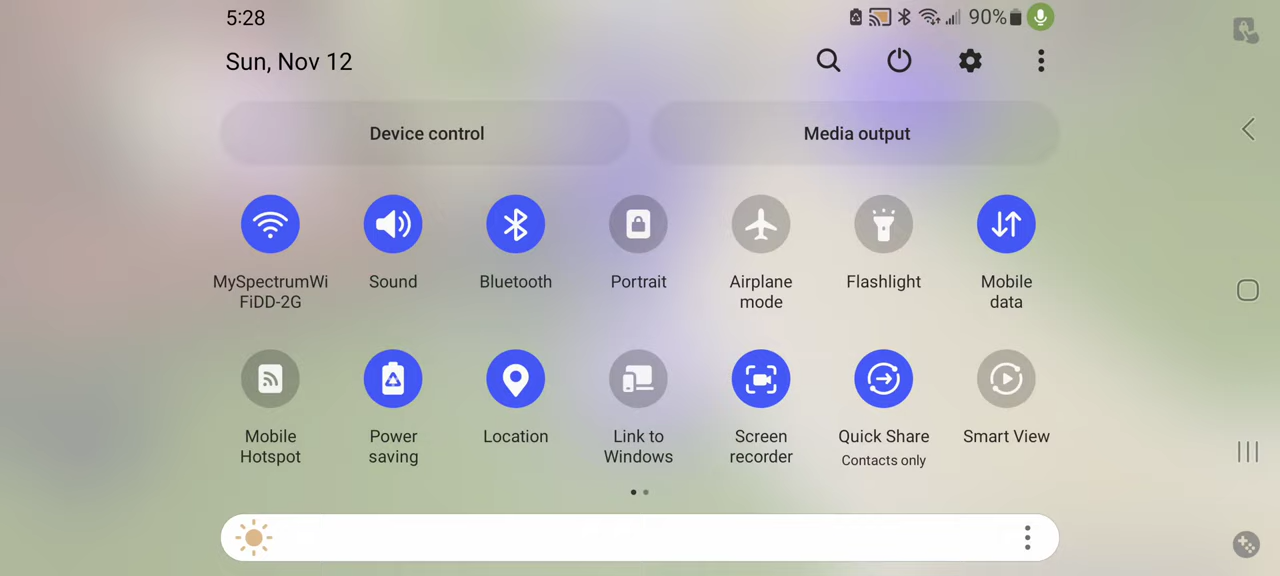 5:28
90%
Sun, Nov 12
Device control
Media output
MySpectrumWi
FiDD-2G
Sound
Bluetooth
Portrait
Airplane
mode
Flashlight
Mobile
data
Mobile
Hotspot
Power
saving
Location
Link to
Windows
Screen
recorder
Quick Share
Contacts only
Smart View